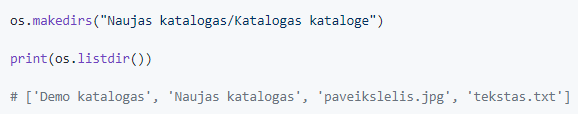 os.makedirs("Naujas katalogas/Katalogas kataloge")
print(os.listdir())
# ['Demo katalogas', 'Naujas katalogas', 'paveikslelis.jpg', 'tekstas.txt']